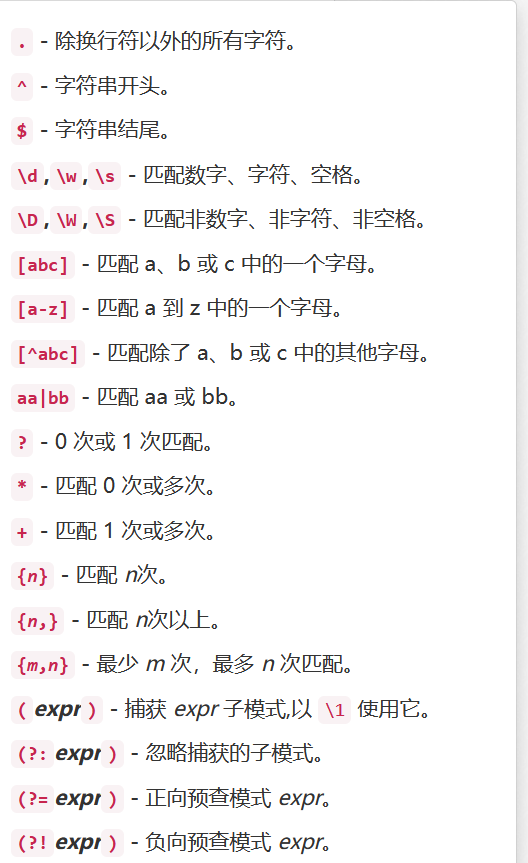 . - 除换行符以外的所有字符。
^ - 字符串开头。
$ - 字符串结尾。
\d,\w,\s - 匹配数字、字符、空格。
\D,\W,\S - 匹配非数字、非字符、非空格。
[abc] - 匹配 a、b 或 c 中的一个字母。
[a-z] - 匹配 a 到 z 中的一个字母。
[^abc] - 匹配除了 a、b 或 c 中的其他字母。
aa|bb - 匹配 aa 或 bb。
? - 0 次或 1 次匹配。
* - 匹配 0 次或多次。
+ - 匹配 1 次或多次。
{n} - 匹配 n次。
{n,} - 匹配 n次以上。
{m,n} - 最少 m 次，最多 n 次匹配。
(expr) - 捕获 expr 子模式,以 \1 使用它。
(?:expr) - 忽略捕获的子模式。
(?=expr) - 正向预查模式 expr。
(?!expr) - 负向预查模式 expr。